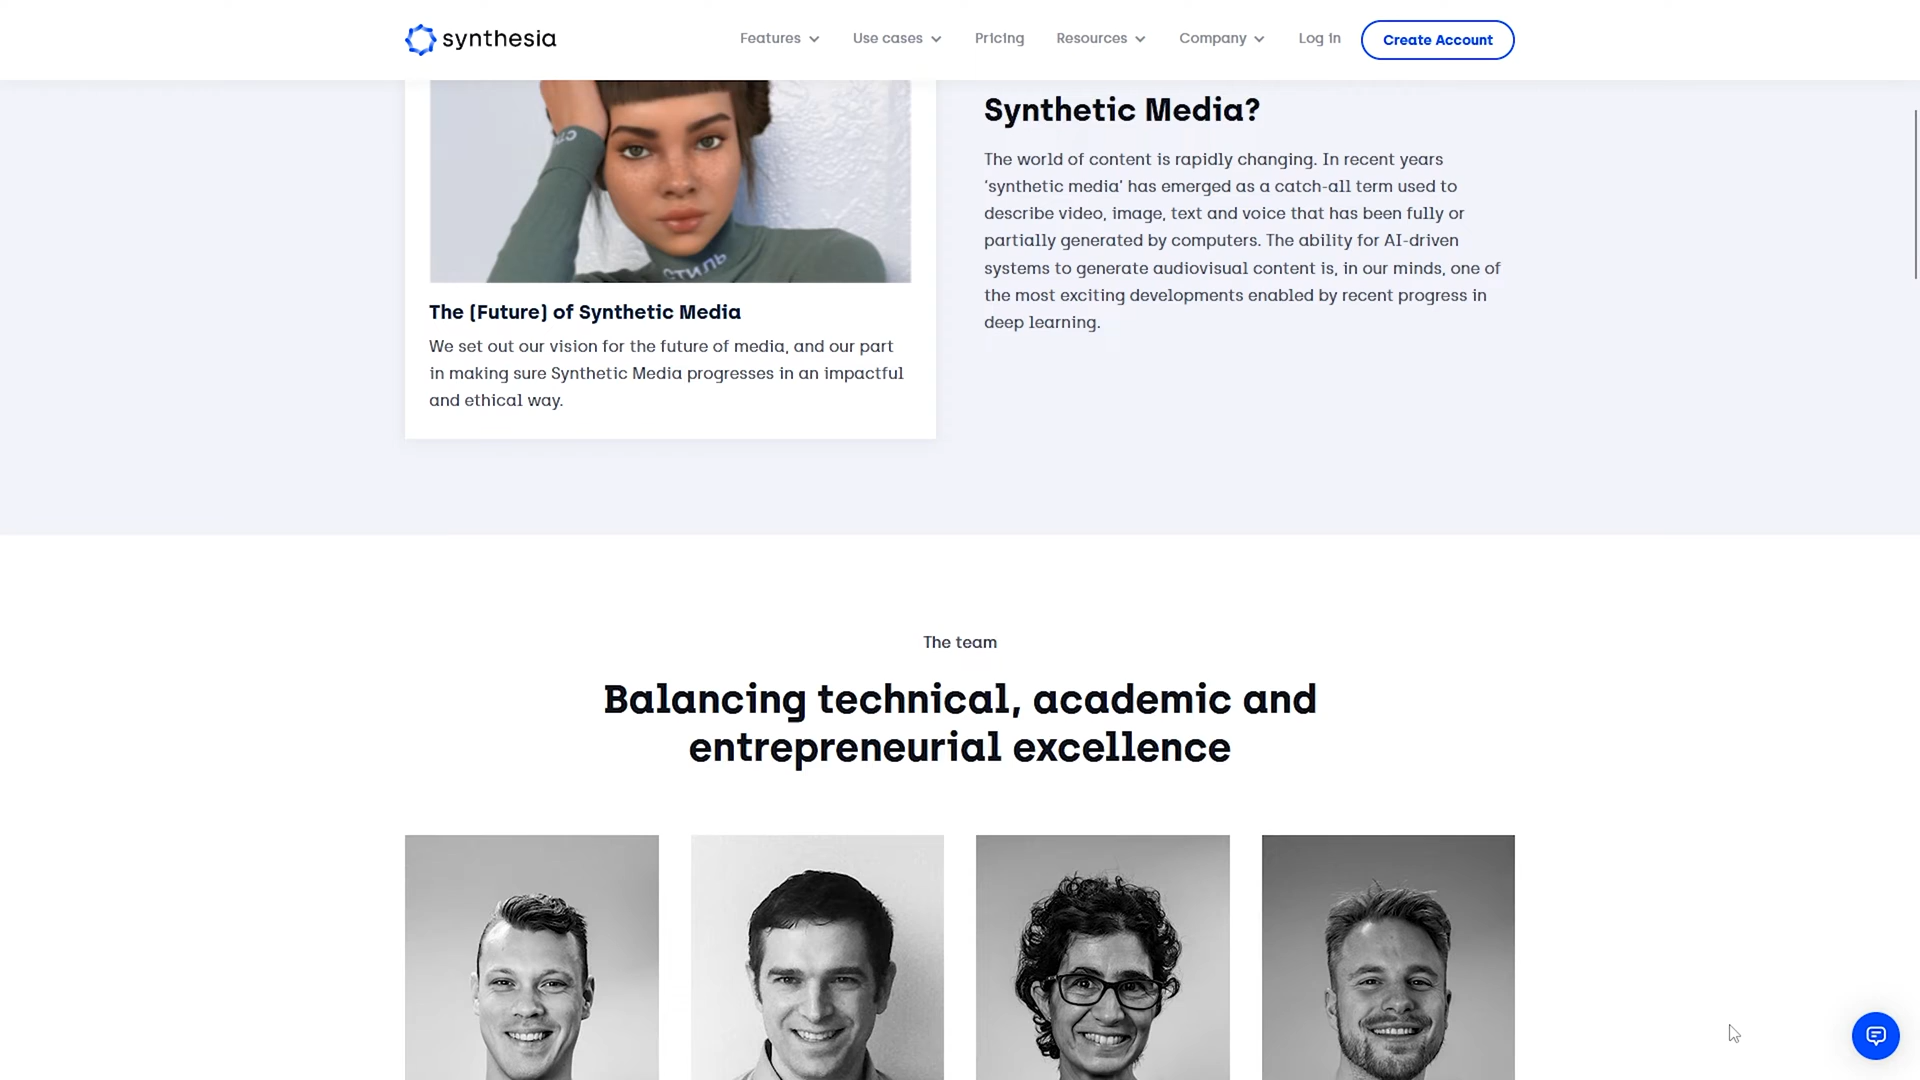 synthesia
Features
Use cases
Pricing
Resources
Company
Log in
Create Account
СТИЛЬ
The (Future) of Synthetic Media
We set out our vision for the future of media, and our part
in making sure Synthetic Media progresses in an impactful
and ethical way.
Synthetic Media?
The world of content is rapidly changing. In recent years
‘synthetic media’ has emerged as a catch-all term used to
describe video, image, text and voice that has been fully or
partially generated by computers. The ability for AI-driven
systems to generate audiovisual content is, in our minds, one of
the most exciting developments enabled by recent progress in
deep learning.
The team
Balancing technical, academic and
entrepreneurial excellence